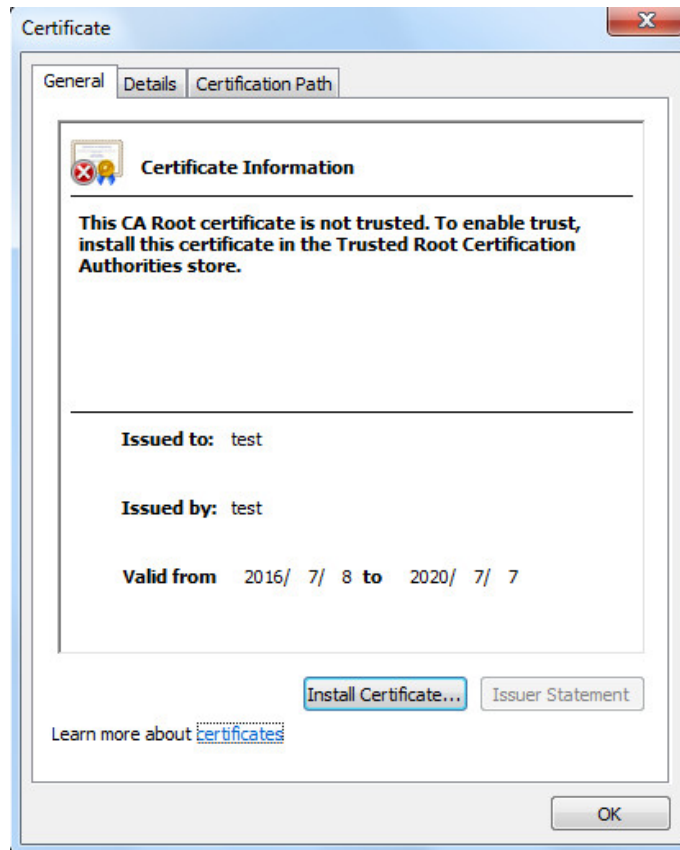 Certificate
General Details Certification Path
Certificate Information
This CA Root certificate is not trusted. To enable trust,
install this certificate in the Trusted Root Certification
Authorities store.
Issued to: test
Issued by: test
Valid from 2016/ 7/ 8 to 2020/ 7/ 7
Install Certificate... Issuer Statement
Learn more about certificates
OK